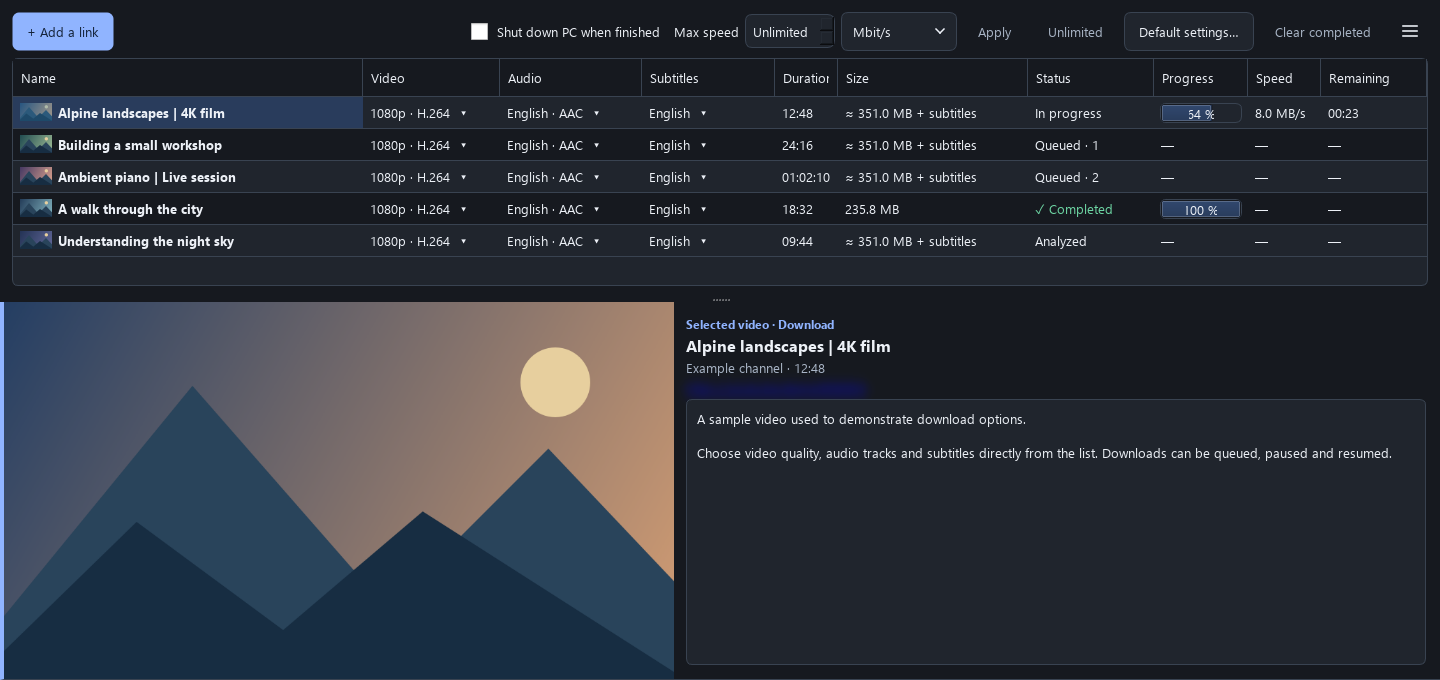 + Add a link
Shut down PC when finished
Max speed
Unlimited
Mbit/s
Apply
Unlimited
Default settings...
Clear completed
Name Video Audio Subtitles Duration Size Status Progress Speed Remaining
Alpine landscapes | 4K film 1080p · H.264 ▾ English · AAC ▾ English ▾ 12:48 ≈ 351.0 MB + subtitles In progress 54 % 8.0 MB/s 00:23
Building a small workshop 1080p · H.264 ▾ English · AAC ▾ English ▾ 24:16 ≈ 351.0 MB + subtitles Queued · 1 — — —
Ambient piano | Live session 1080p · H.264 ▾ English · AAC ▾ English ▾ 01:02:10 ≈ 351.0 MB + subtitles Queued · 2 — — —
A walk through the city 1080p · H.264 ▾ English · AAC ▾ English ▾ 18:32 235.8 MB ✓ Completed 100 % — —
Understanding the night sky 1080p · H.264 ▾ English · AAC ▾ English ▾ 09:44 ≈ 351.0 MB + subtitles Analyzed — — —
Selected video · Download
Alpine landscapes | 4K film
Example channel · 12:48
A sample video used to demonstrate download options.
Choose video quality, audio tracks and subtitles directly from the list. Downloads can be queued, paused and resumed.